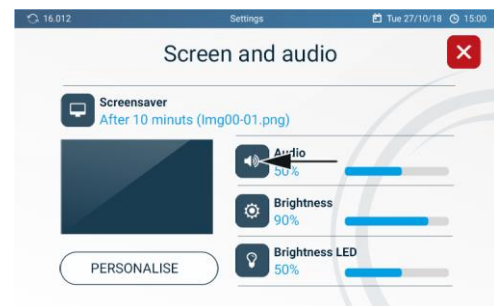 16.012 Settings Tue 27/10/18 15:00
Screen and audio
Screensaver
After 10 minuts (Img00-01.png)
Audio
50%
Brightness
90%
Brightness LED
50%
PERSONALISE